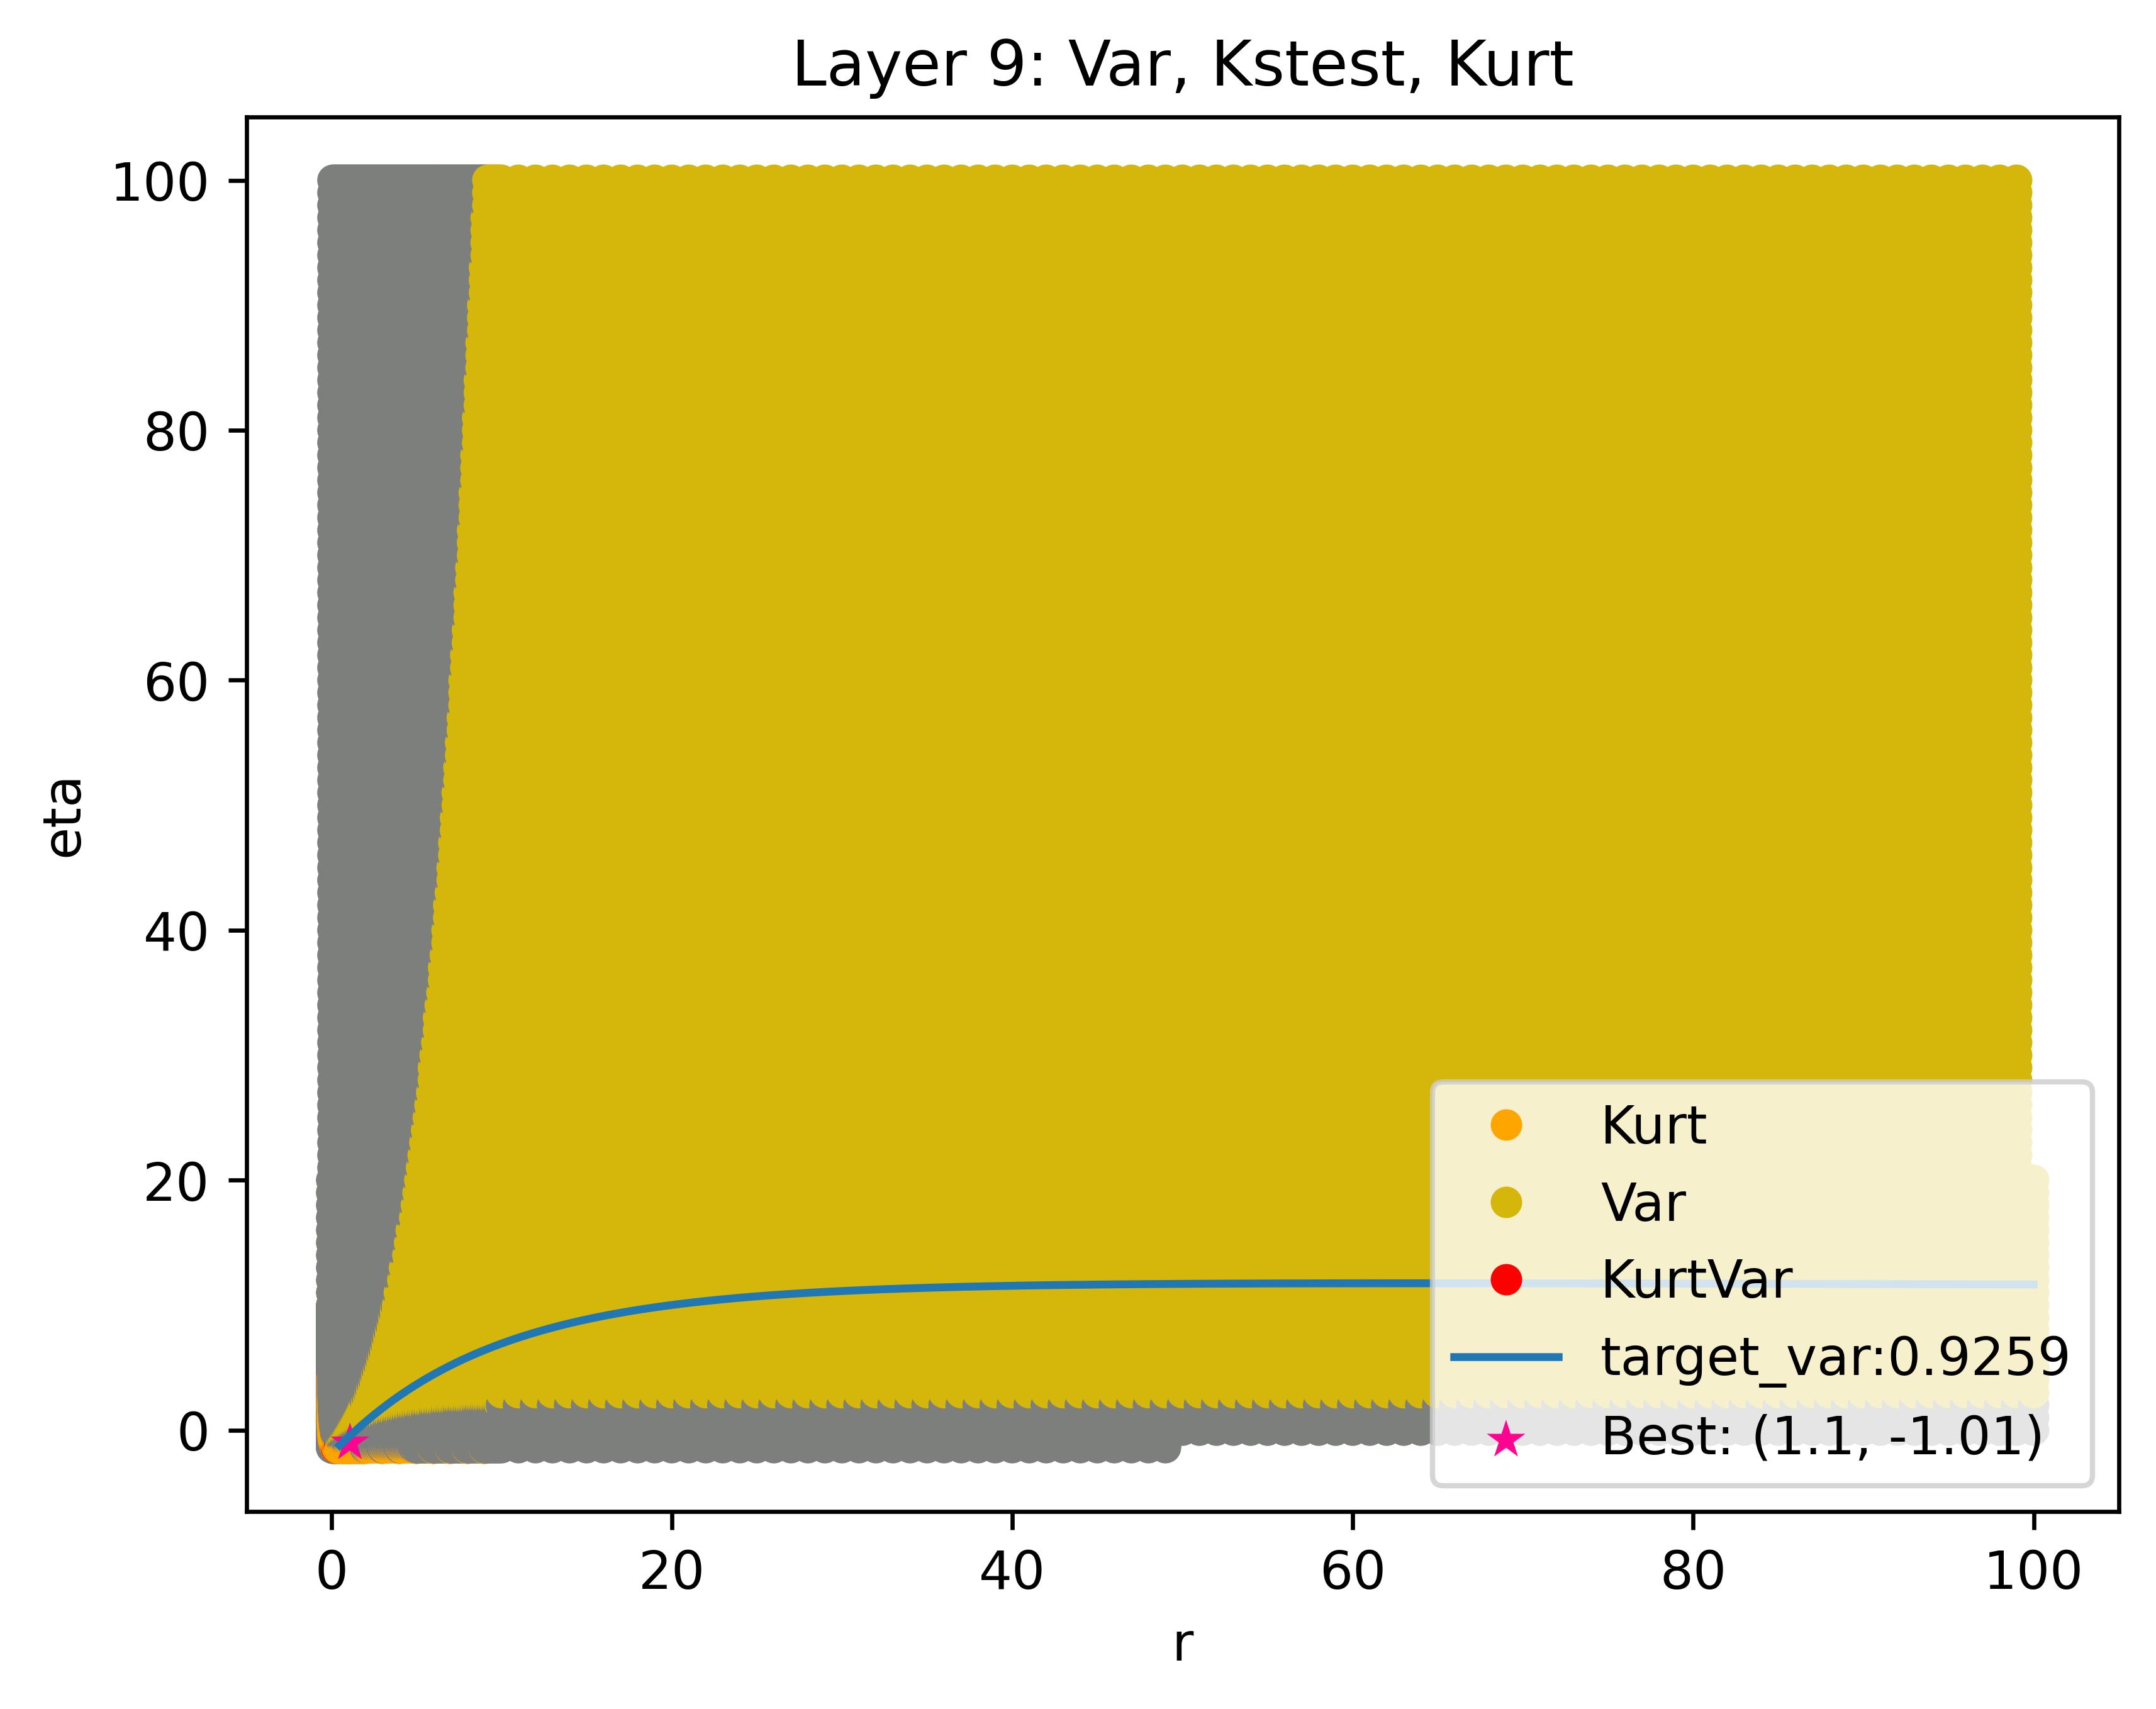 Layer 9: Var, Kstest, Kurt
100
80
60
40
20
0
eta
Kurt
Var
KurtVar
target_var:0.9259
Best: (1.1, -1.01)
0 20 40 60 80 100
r